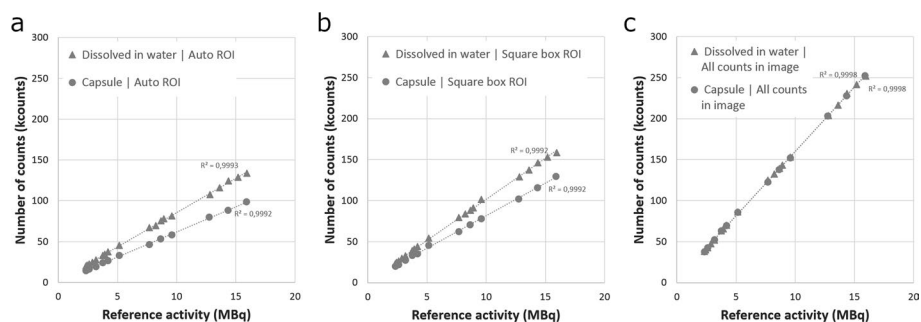 a
Number of counts (kcounts)
300
250
200
150
100
50
0
Dissolved in water | Auto ROI
Capsule | Auto ROI
R² = 0,9993
R² = 0,9992
0 5 10 15 20
Reference activity (MBq)
b
Number of counts (kcounts)
300
250
200
150
100
50
0
Dissolved in water | Square box ROI
Capsule | Square box ROI
R² = 0,9992
R² = 0,9992
0 5 10 15 20
Reference activity (MBq)
c
Number of counts (kcounts)
300
250
200
150
100
50
0
Dissolved in water |
All counts in image
Capsule | All counts
in image
R² = 0,9998
R² = 0,9998
0 5 10 15 20
Reference activity (MBq)